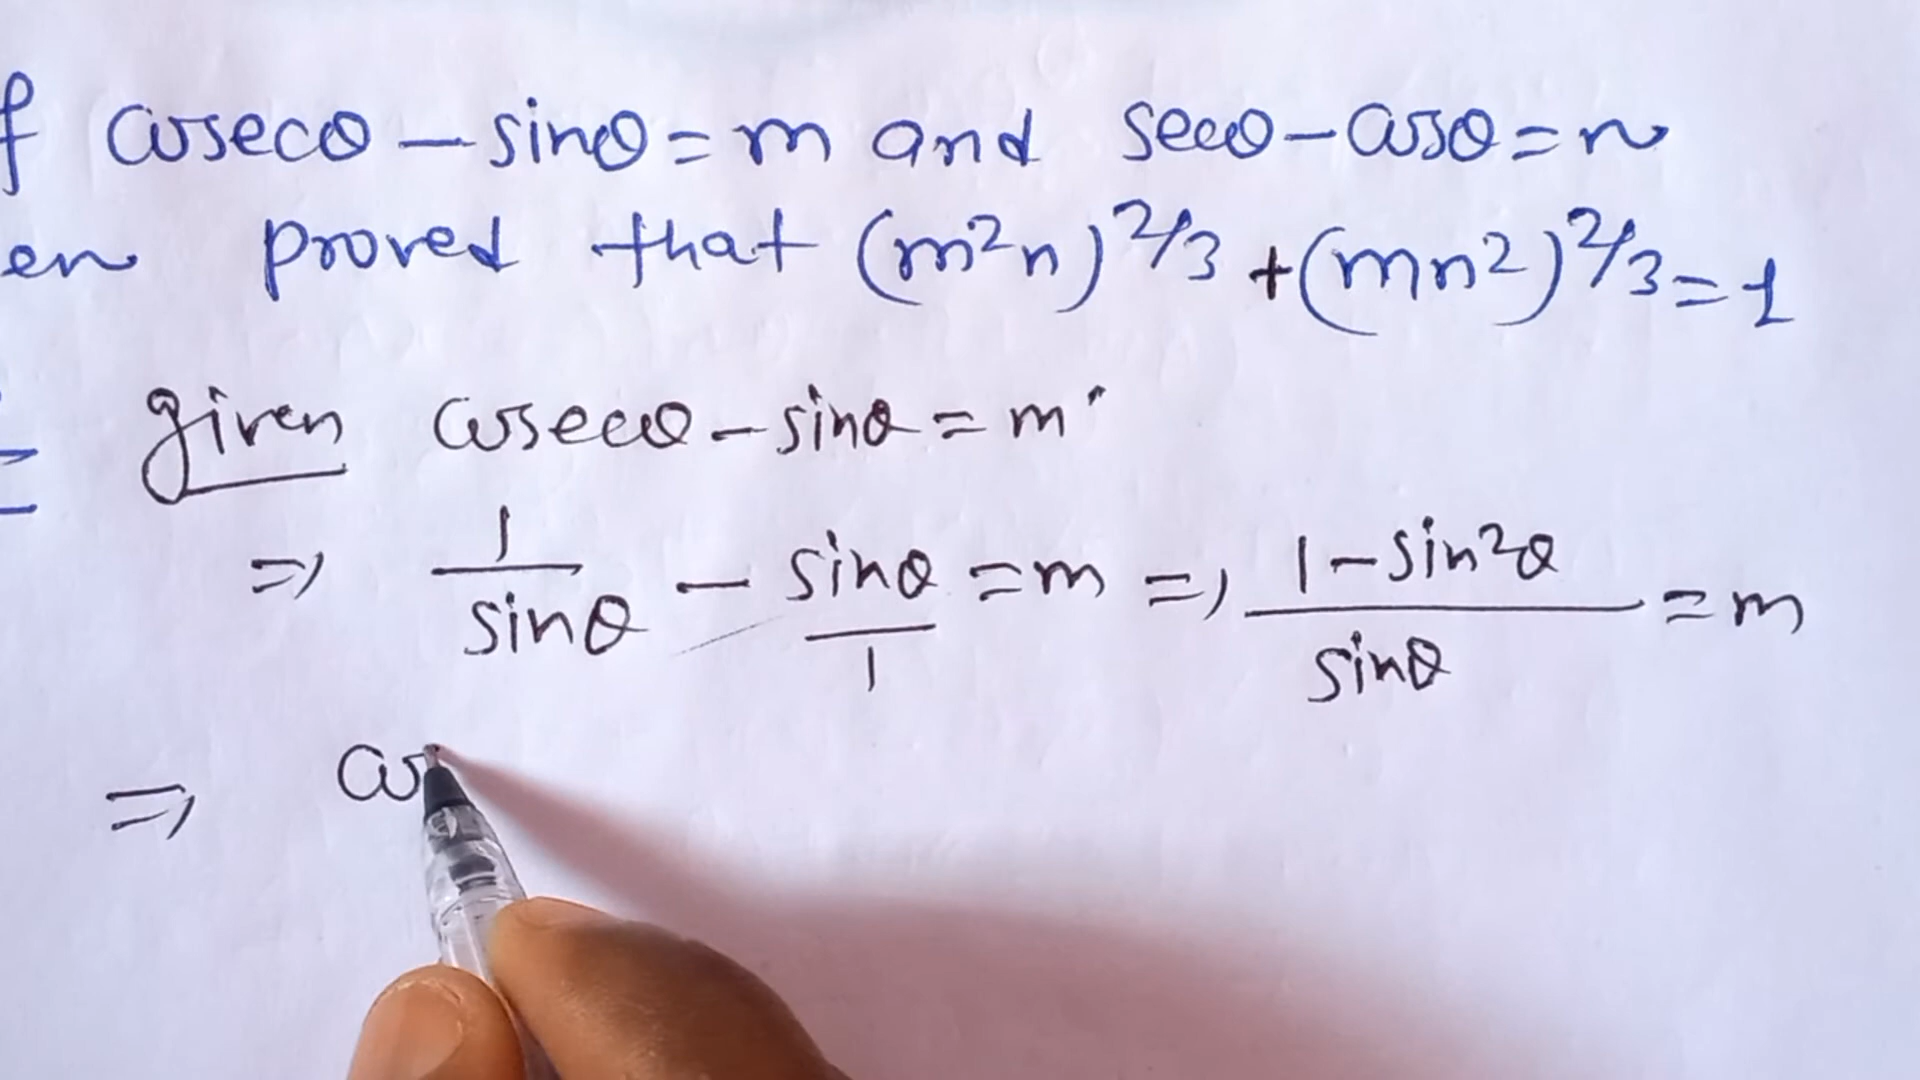 f cosecθ - sinθ = m and secθ - cosθ = n
en proved that (m²n)^2/3 + (mn²)^2/3 = 1
given cosecθ - sinθ = m
=> 1/sinθ - sinθ/1 = m => 1-sin²θ/sinθ = m
=> cos